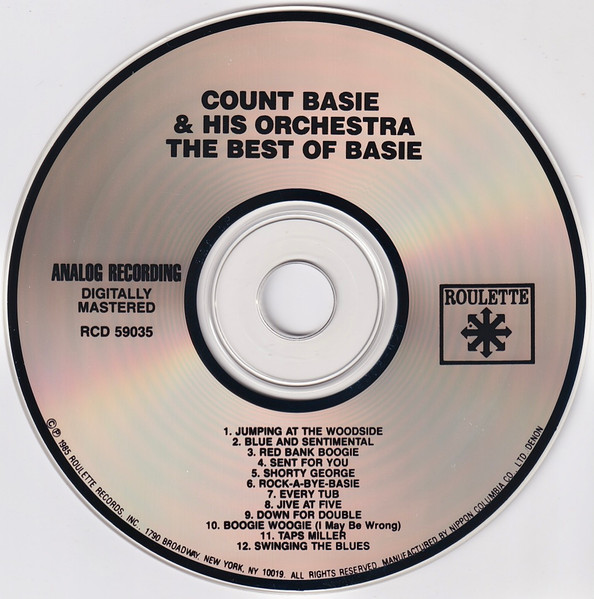 COUNT BASIE
& HIS ORCHESTRA
THE BEST OF BASIE
ANALOG RECORDING
DIGITALLY
MASTERED
RCD 59035
ROULETTE
1. JUMPING AT THE WOODSIDE
2. BLUE AND SENTIMENTAL
3. RED BANK BOOGIE
4. SENT FOR YOU
5. SHORTY GEORGE
6. ROCK-A-BYE-BASIE
7. EVERY TUB
8. JIVE AT FIVE
9. DOWN FOR DOUBLE
10. BOOGIE WOOGIE (I May Be Wrong)
11. TAPS MILLER
12. SWINGING THE BLUES
©℗ 1985 ROULETTE RECORDS, INC., 1790 BROADWAY, NEW YORK, NY 10019. ALL RIGHTS RESERVED. MANUFACTURED BY NIPPON COLUMBIA CO., LTD. DENON